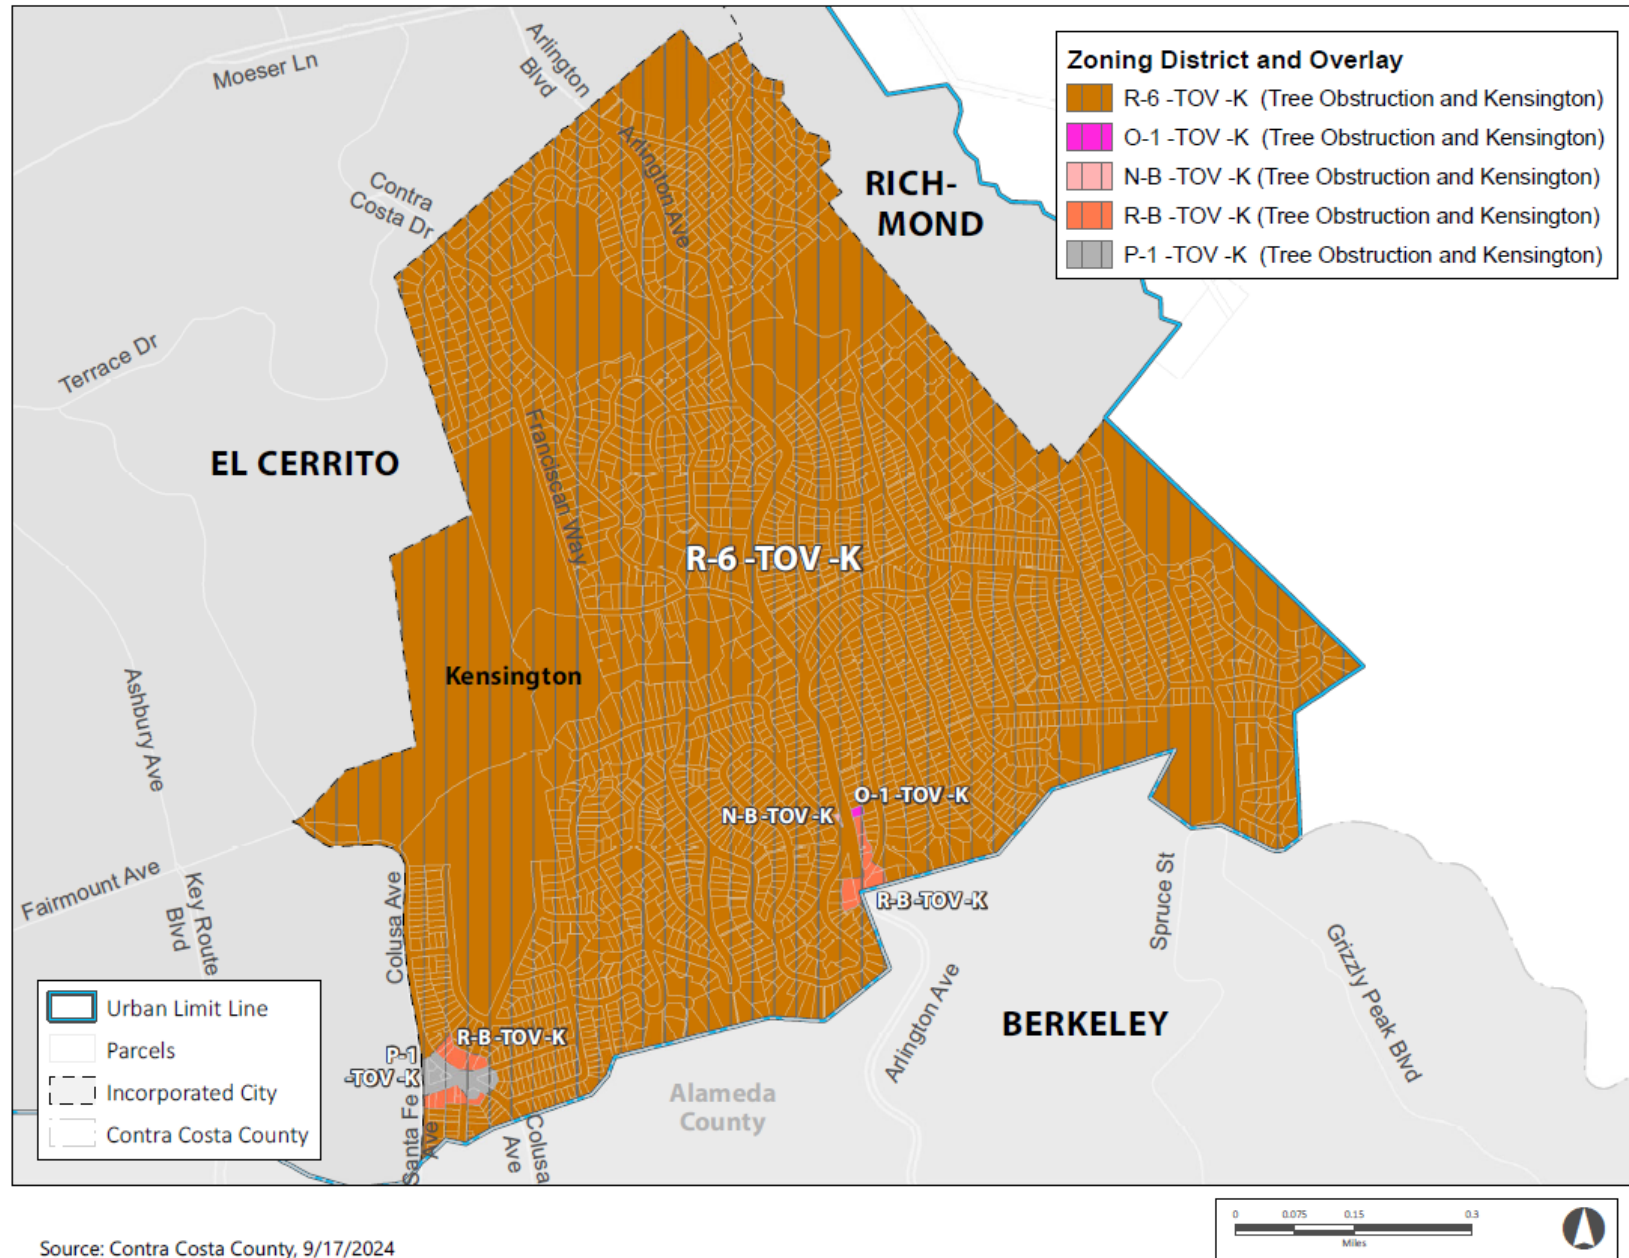 Moeser Ln
Arlington
Blvd
Zoning District and Overlay
R-6 -TOV -K (Tree Obstruction and Kensington)
O-1 -TOV -K (Tree Obstruction and Kensington)
N-B -TOV -K (Tree Obstruction and Kensington)
R-B -TOV -K (Tree Obstruction and Kensington)
P-1 -TOV -K (Tree Obstruction and Kensington)
Arlington Ave
RICH-
MOND
Contra
Costa Dr
Terrace Dr
EL CERRITO
Franciscan Way
R-6 -TOV -K
Kensington
Ashbury Ave
O-1 -TOV -K
N-B -TOV -K
R-B -TOV -K
Fairmount Ave
Key Route
Blvd
Colusa Ave
Spruce St
Grizzly Peak Blvd
Arlington Ave
BERKELEY
Urban Limit Line
Parcels
Incorporated City
Contra Costa County
R-B -TOV -K
P-1
-TOV -K
Santa Fe
Ave
Colusa
Ave
Alameda
County
0 0.075 0.15 0.3
Miles
Source: Contra Costa County, 9/17/2024